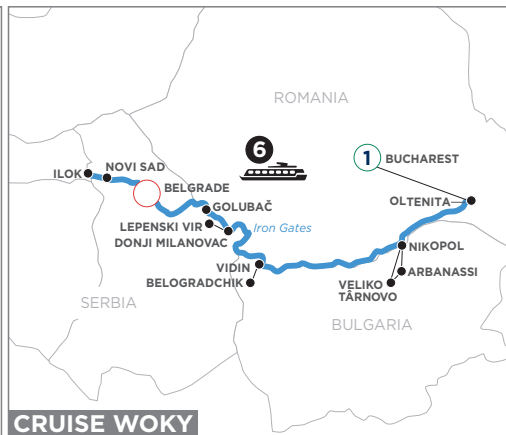 ROMANIA
6
1 BUCHAREST
NOVI SAD
ILOK
BELGRADE
OLTENITA
GOLUBAČ
LEPENSKI VIR
Iron Gates
DONJI MILANOVAC
NIKOPOL
VIDIN
ARBANASSI
BELOGRADCHIK
VELIKO
TÂRNOVO
SERBIA
BULGARIA
CRUISE WOKY